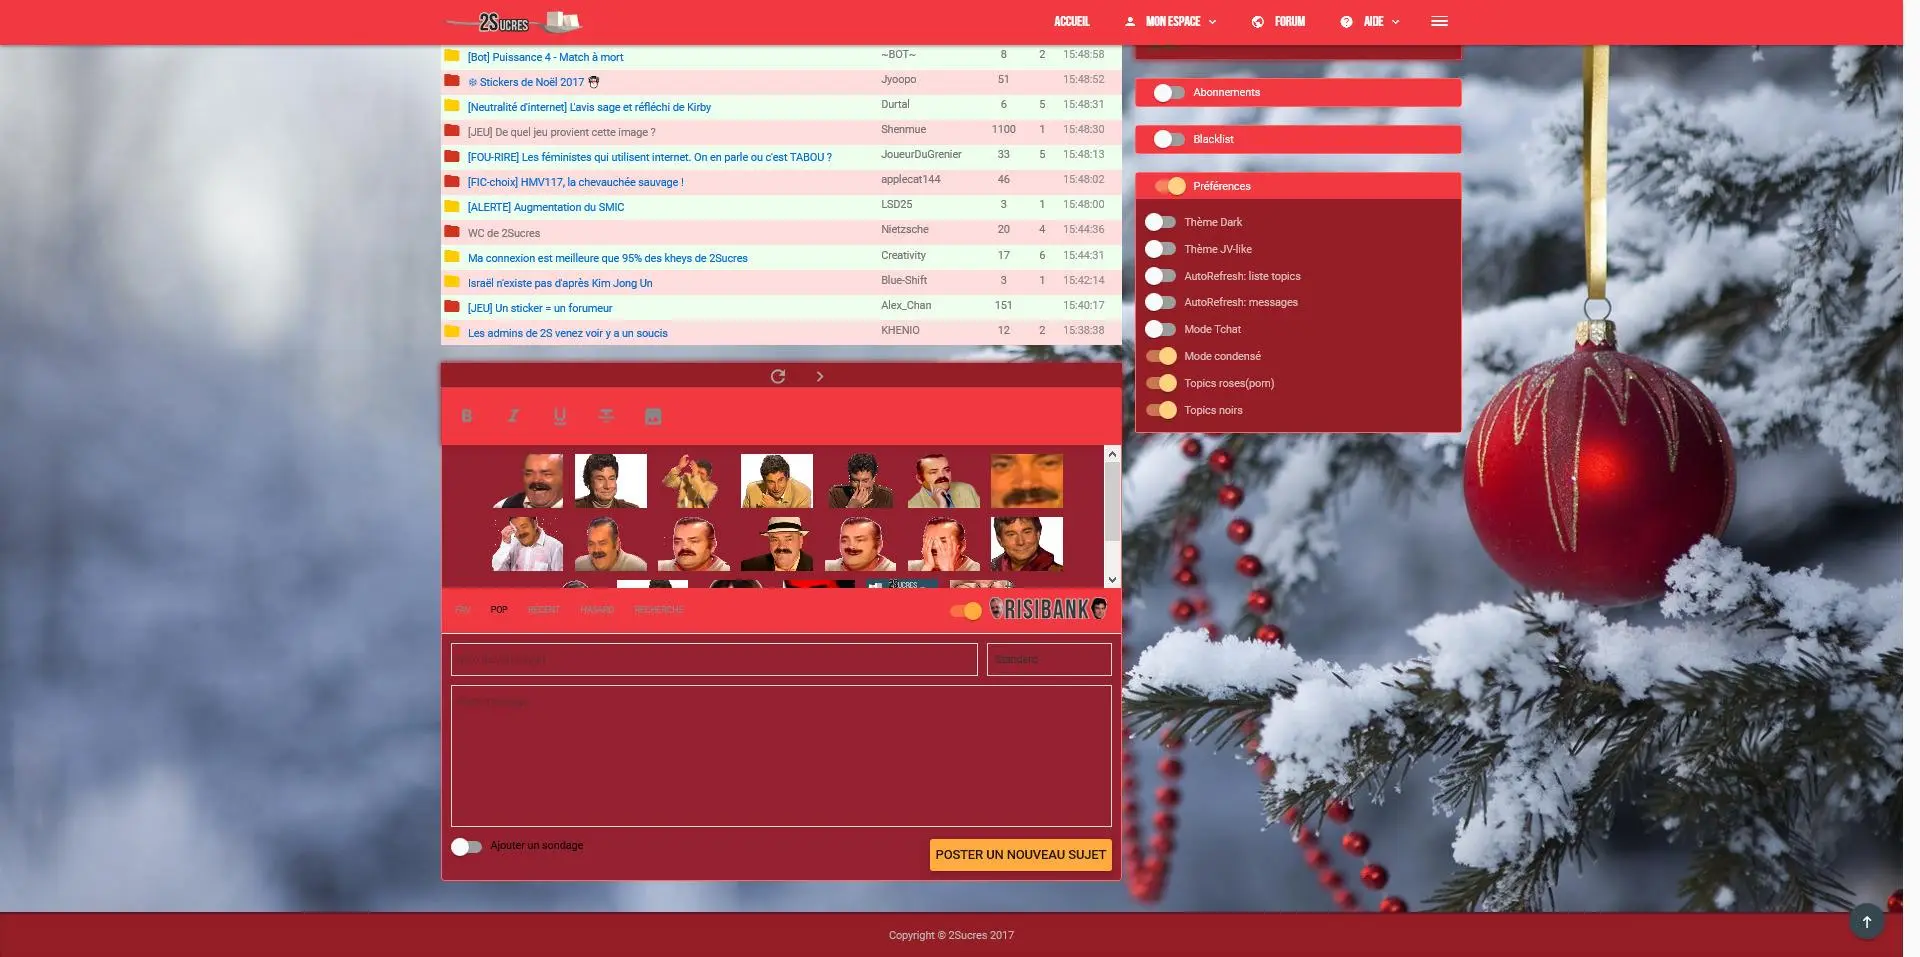 2SUCRES
ACCUEIL MON ESPACE FORUM AIDE
[Bot] Puissance 4 - Match à mort ~BOT~ 8 2 15:48:58
❄ Stickers de Noël 2017 Jyoopo 51 15:48:52
[Neutralité d'internet] L'avis sage et réfléchi de Kirby Durtal 6 5 15:48:31
[JEU] De quel jeu provient cette image ? Shenmue 1100 1 15:48:30
[FOU-RIRE] Les féministes qui utilisent internet. On en parle ou c'est TABOU ? JoueurDuGrenier 33 5 15:48:13
[FIC-choix] HMV117, la chevauchée sauvage ! applecat144 46 15:48:02
[ALERTE] Augmentation du SMIC LSD25 3 1 15:48:00
WC de 2Sucres Nietzsche 20 4 15:44:36
Ma connexion est meilleure que 95% des kheys de 2Sucres Creativity 17 6 15:44:31
Israël n'existe pas d'après Kim Jong Un Blue-Shift 3 1 15:42:14
[JEU] Un sticker = un forumeur Alex_Chan 151 15:40:17
Les admins de 2S venez voir y a un soucis KHENIO 12 2 15:38:38
Abonnements
Blacklist
Préférences
Thème Dark
Thème JV-like
AutoRefresh: liste topics
AutoRefresh: messages
Mode Tchat
Mode condensé
Topics roses(porn)
Topics noirs
B I U
FAV POP RÉCENT HASARD RECHERCHE
RISIBANK
Standard
Ajouter un sondage
POSTER UN NOUVEAU SUJET
Copyright © 2Sucres 2017